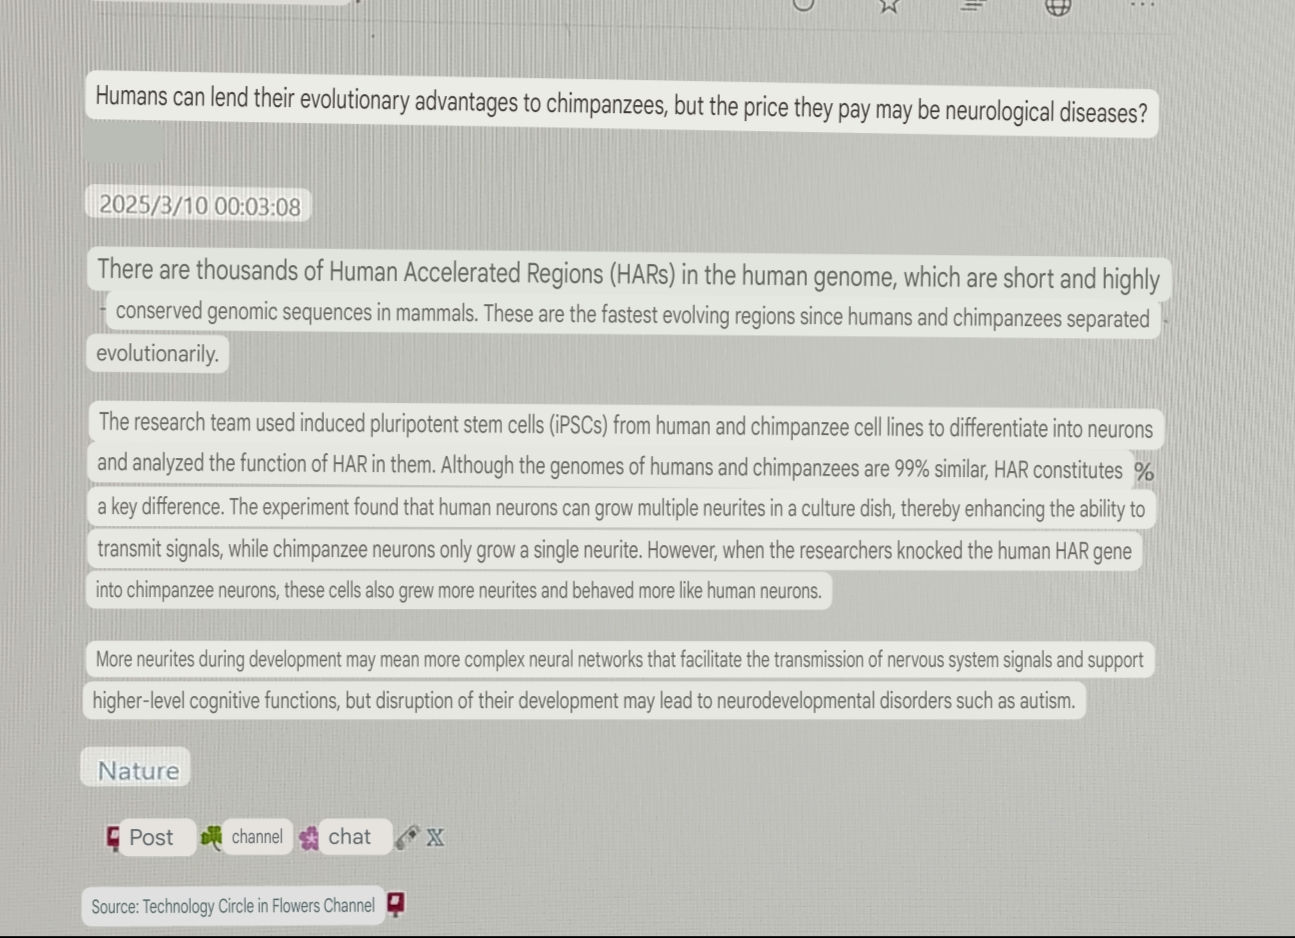 Humans can lend their evolutionary advantages to chimpanzees, but the price they pay may be neurological diseases?
2025/3/10 00:03:08
There are thousands of Human Accelerated Regions (HARs) in the human genome, which are short and highly
conserved genomic sequences in mammals. These are the fastest evolving regions since humans and chimpanzees separated
evolutionarily.
The research team used induced pluripotent stem cells (iPSCs) from human and chimpanzee cell lines to differentiate into neurons
and analyzed the function of HAR in them. Although the genomes of humans and chimpanzees are 99% similar, HAR constitutes %
a key difference. The experiment found that human neurons can grow multiple neurites in a culture dish, thereby enhancing the ability to
transmit signals, while chimpanzee neurons only grow a single neurite. However, when the researchers knocked the human HAR gene
into chimpanzee neurons, these cells also grew more neurites and behaved more like human neurons.
More neurites during development may mean more complex neural networks that facilitate the transmission of nervous system signals and support
higher-level cognitive functions, but disruption of their development may lead to neurodevelopmental disorders such as autism.
Nature
Post channel chat X
Source: Technology Circle in Flowers Channel